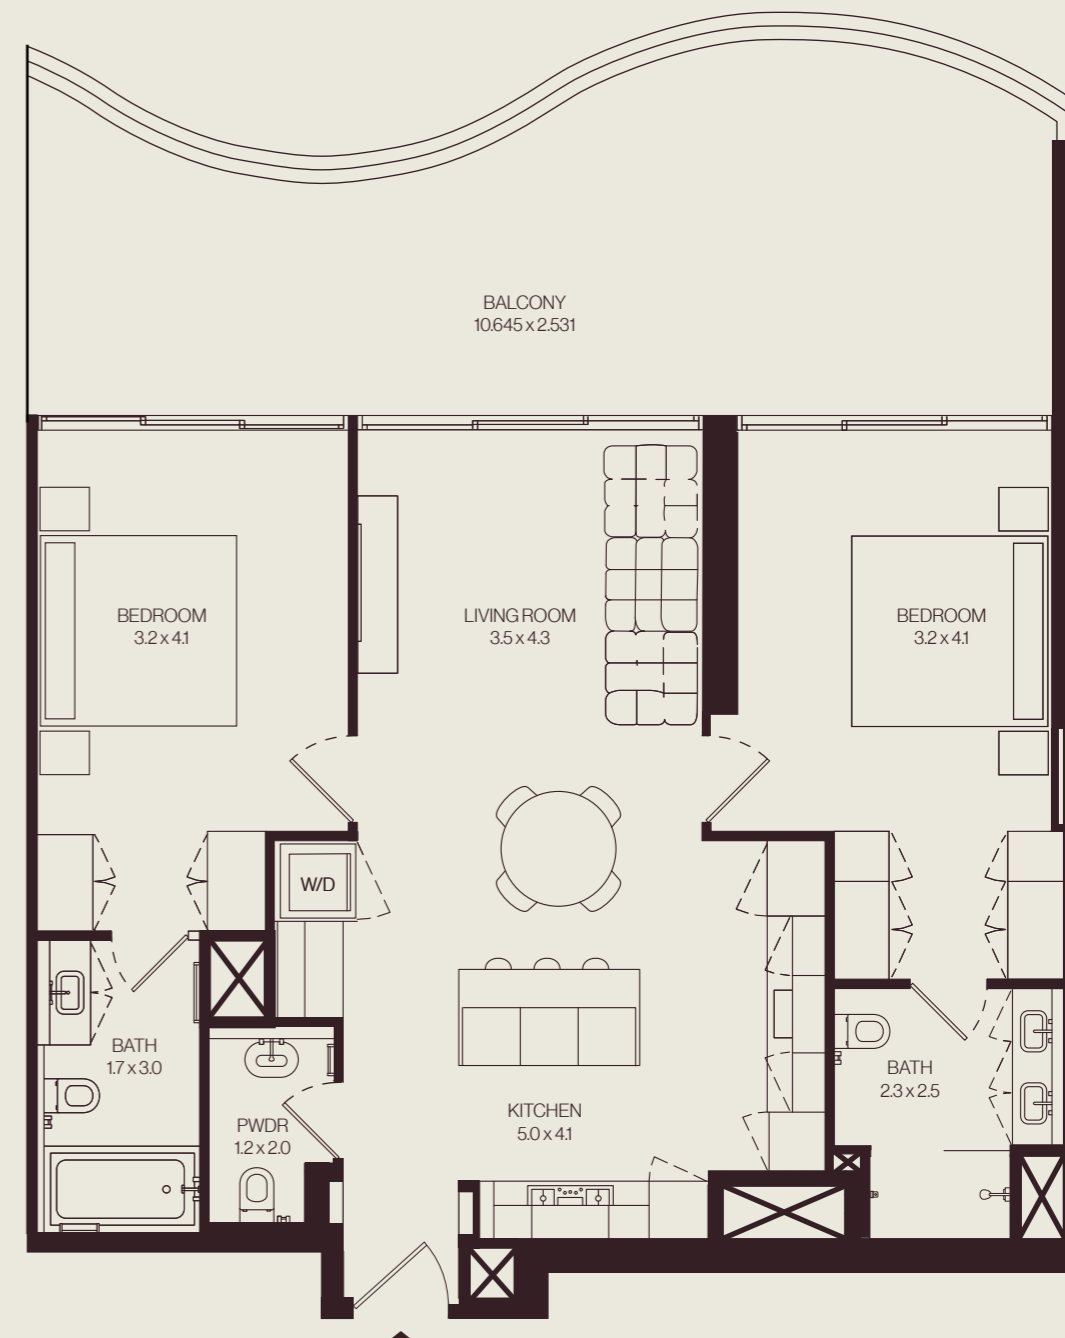 BALCONY
10.645 x 2.531
BEDROOM
3.2 x 4.1
LIVING ROOM
3.5 x 4.3
BEDROOM
3.2 x 4.1
W/D
BATH
1.7 x 3.0
PWDR
1.2 x 2.0
KITCHEN
5.0 x 4.1
BATH
2.3 x 2.5